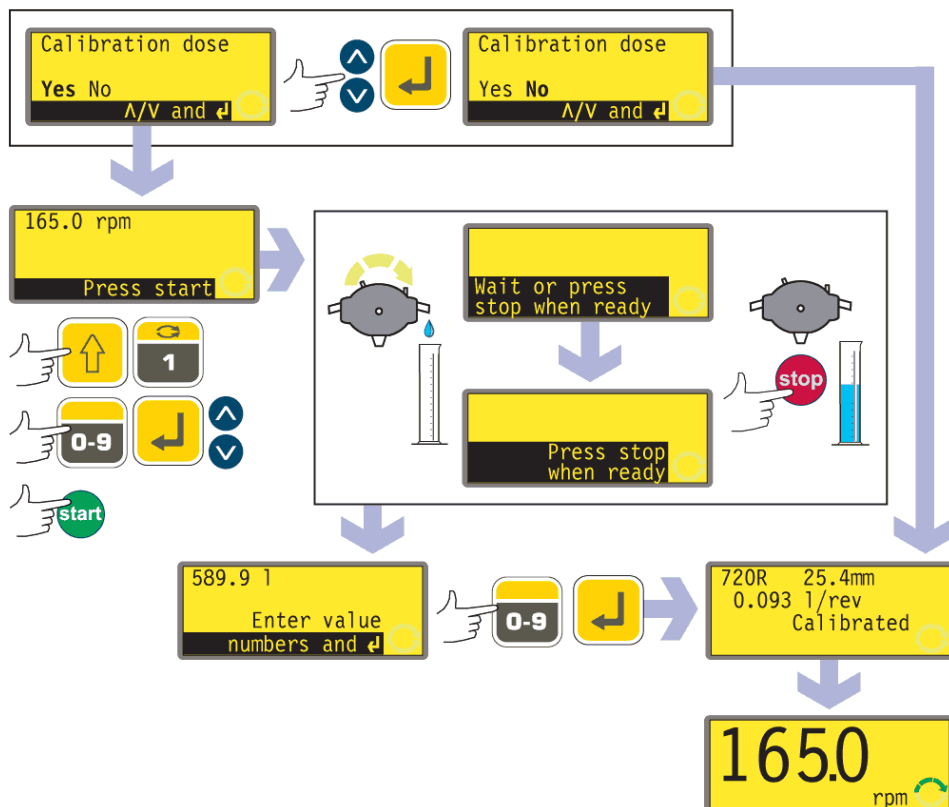 Calibration dose
Yes No
Λ/V and ↲
Calibration dose
Yes No
Λ/V and ↲
165.0 rpm
Press start
1
0-9
start
Wait or press
stop when ready
stop
Press stop
when ready
589.9 l
Enter value
numbers and ↲
0-9
720R 25.4mm
0.093 l/rev
Calibrated
165.0
rpm